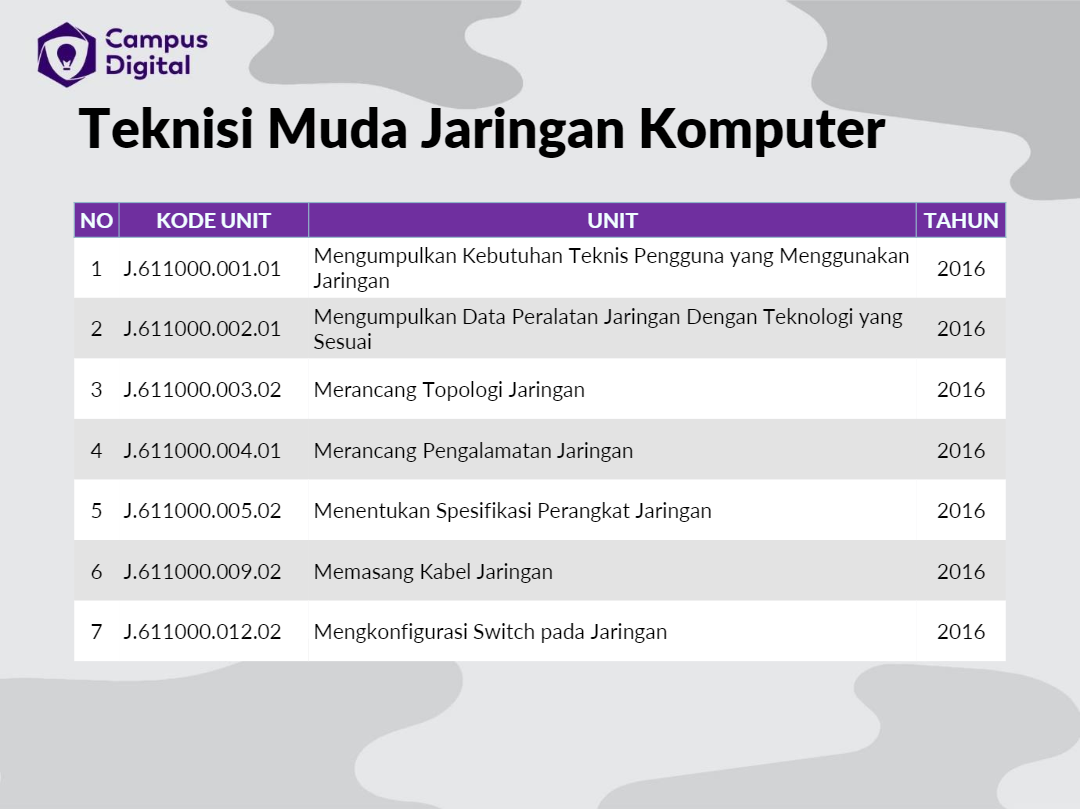 Campus
Digital
Teknisi Muda Jaringan Komputer
NO KODE UNIT UNIT TAHUN
1 J.611000.001.01 Mengumpulkan Kebutuhan Teknis Pengguna yang Menggunakan
Jaringan 2016
2 J.611000.002.01 Mengumpulkan Data Peralatan Jaringan Dengan Teknologi yang
Sesuai 2016
3 J.611000.003.02 Merancang Topologi Jaringan 2016
4 J.611000.004.01 Merancang Pengalamatan Jaringan 2016
5 J.611000.005.02 Menentukan Spesifikasi Perangkat Jaringan 2016
6 J.611000.009.02 Memasang Kabel Jaringan 2016
7 J.611000.012.02 Mengkonfigurasi Switch pada Jaringan 2016